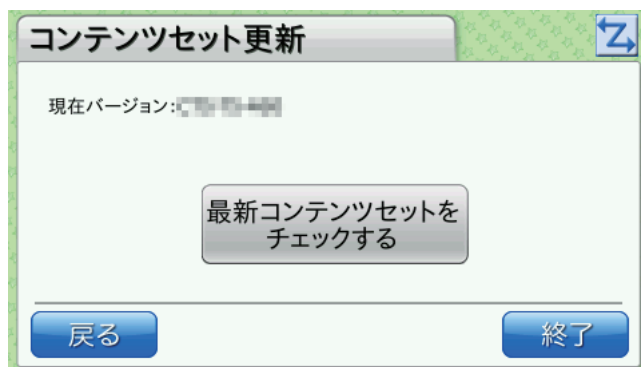 コンテンツセット更新
現在バージョン:
最新コンテンツセットを
チェックする
戻る
終了